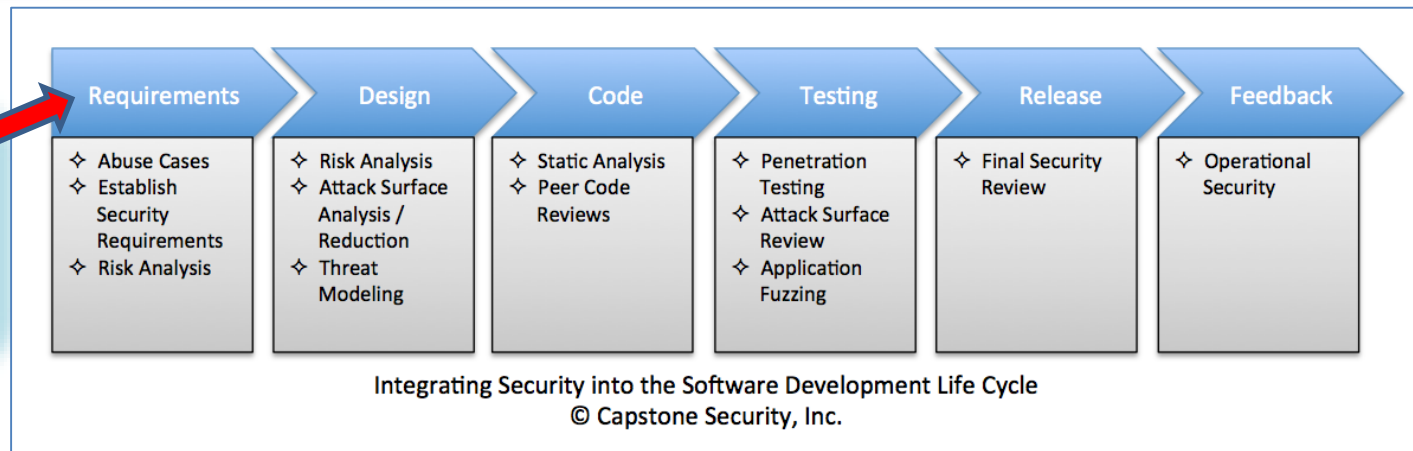 Requirements
Design
Code
Testing
Release
Feedback
✧ Abuse Cases
✧ Establish
Security
Requirements
✧ Risk Analysis
✧ Risk Analysis
✧ Attack Surface
Analysis /
Reduction
✧ Threat
Modeling
✧ Static Analysis
✧ Peer Code
Reviews
✧ Penetration
Testing
✧ Attack Surface
Review
✧ Application
Fuzzing
✧ Final Security
Review
✧ Operational
Security
Integrating Security into the Software Development Life Cycle
© Capstone Security, Inc.